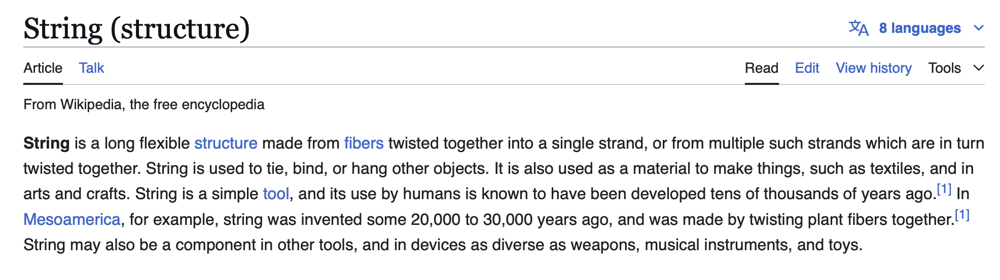 String (structure)
8 languages
Article Talk
Read Edit View history Tools
From Wikipedia, the free encyclopedia
String is a long flexible structure made from fibers twisted together into a single strand, or from multiple such strands which are in turn
twisted together. String is used to tie, bind, or hang other objects. It is also used as a material to make things, such as textiles, and in
arts and crafts. String is a simple tool, and its use by humans is known to have been developed tens of thousands of years ago.[1] In
Mesoamerica, for example, string was invented some 20,000 to 30,000 years ago, and was made by twisting plant fibers together.[1]
String may also be a component in other tools, and in devices as diverse as weapons, musical instruments, and toys.